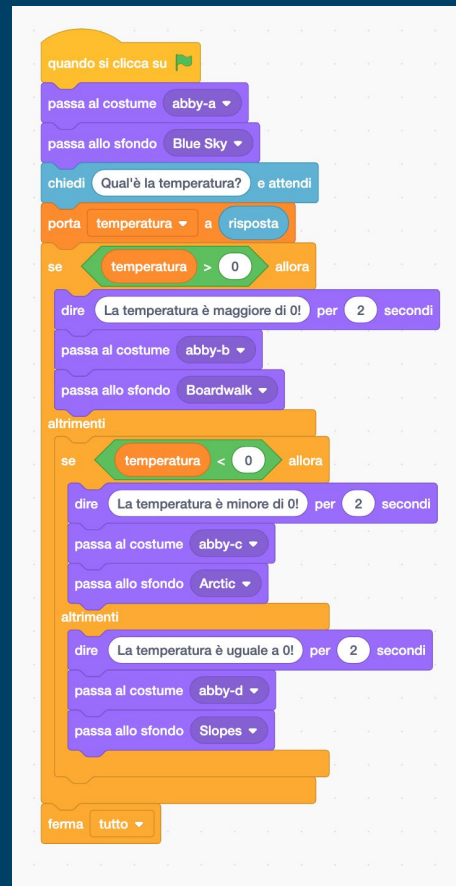 quando si clicca su
passa al costume abby-a
passa allo sfondo Blue Sky
chiedi Qual'è la temperatura? e attendi
porta temperatura a risposta
se temperatura > 0 allora
dire La temperatura è maggiore di 0! per 2 secondi
passa al costume abby-b
passa allo sfondo Boardwalk
altrimenti
se temperatura < 0 allora
dire La temperatura è minore di 0! per 2 secondi
passa al costume abby-c
passa allo sfondo Arctic
altrimenti
dire La temperatura è uguale a 0! per 2 secondi
passa al costume abby-d
passa allo sfondo Slopes
ferma tutto